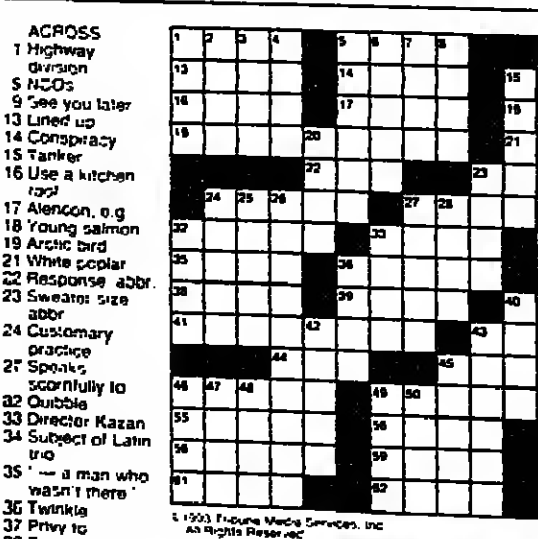 ACROSS
1 Highway
division
5 NCOs
9 See you later
13 Lined up
14 Conspiracy
15 Tanker
16 Use a kitchen
tool
17 Alencon, e.g
18 Young salmon
19 Arctic bird
21 White poplar
22 Response abbr.
23 Sweater size
abbr
24 Customary
practice
27 Speaks
scornfully to
32 Quibble
33 Director Kazan
34 Subject of Latin
trio
35 " — a man who
wasn't there "
36 Twinkle
37 Privy to
1 2 3 4 5 6 7 8
13 14 15
16 17 18
19 20 21
22 23
24 25 26 27 28
32 33
35 36
38 39 40
41 42 43
44 45
46 47 48 49 50
55 56
58 59
61 62
© 1993 Tribune Media Services, Inc
All Rights Reserved